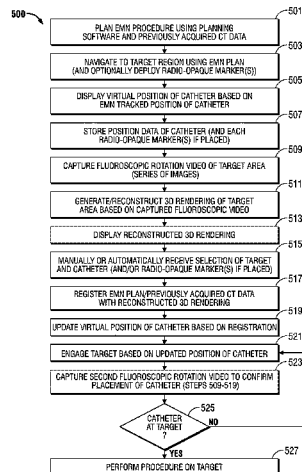 500
501
PLAN EMN PROCEDURE USING PLANNING
SOFTWARE AND PREVIOUSLY ACQUIRED CT DATA
503
NAVIGATE TO TARGET REGION USING EMN PLAN
(AND OPTIONALLY DEPLOY RADIO-OPAQUE MARKER(S))
505
DISPLAY VIRTUAL POSITION OF CATHETER BASED ON
EMN TRACKED POSITION OF CATHETER
507
STORE POSITION DATA OF CATHETER (AND EACH
RADIO-OPAQUE MARKER(S) IF PLACED)
509
CAPTURE FLUOROSCOPIC ROTATION VIDEO OF TARGET AREA
(SERIES OF IMAGES)
511
GENERATE/RECONSTRUCT 3D RENDERING OF TARGET
AREA BASED ON CAPTURED FLUOROSCOPIC VIDEO
513
DISPLAY RECONSTRUCTED 3D RENDERING
515
MANUALLY OR AUTOMATICALLY RECEIVE SELECTION OF TARGET
AND CATHETER (AND/OR RADIO-OPAQUE MARKER(S) IF PLACED)
517
REGISTER EMN PLAN/PREVIOUSLY ACQUIRED CT DATA
WITH RECONSTRUCTED 3D RENDERING
519
UPDATE VIRTUAL POSITION OF CATHETER BASED ON REGISTRATION
521
ENGAGE TARGET BASED ON UPDATED POSITION OF CATHETER
523
CAPTURE SECOND FLUOROSCOPIC ROTATION VIDEO TO CONFIRM
PLACEMENT OF CATHETER (STEPS 509-519)
525
CATHETER
AT TARGET
?
NO
YES
527
PERFORM PROCEDURE ON TARGET